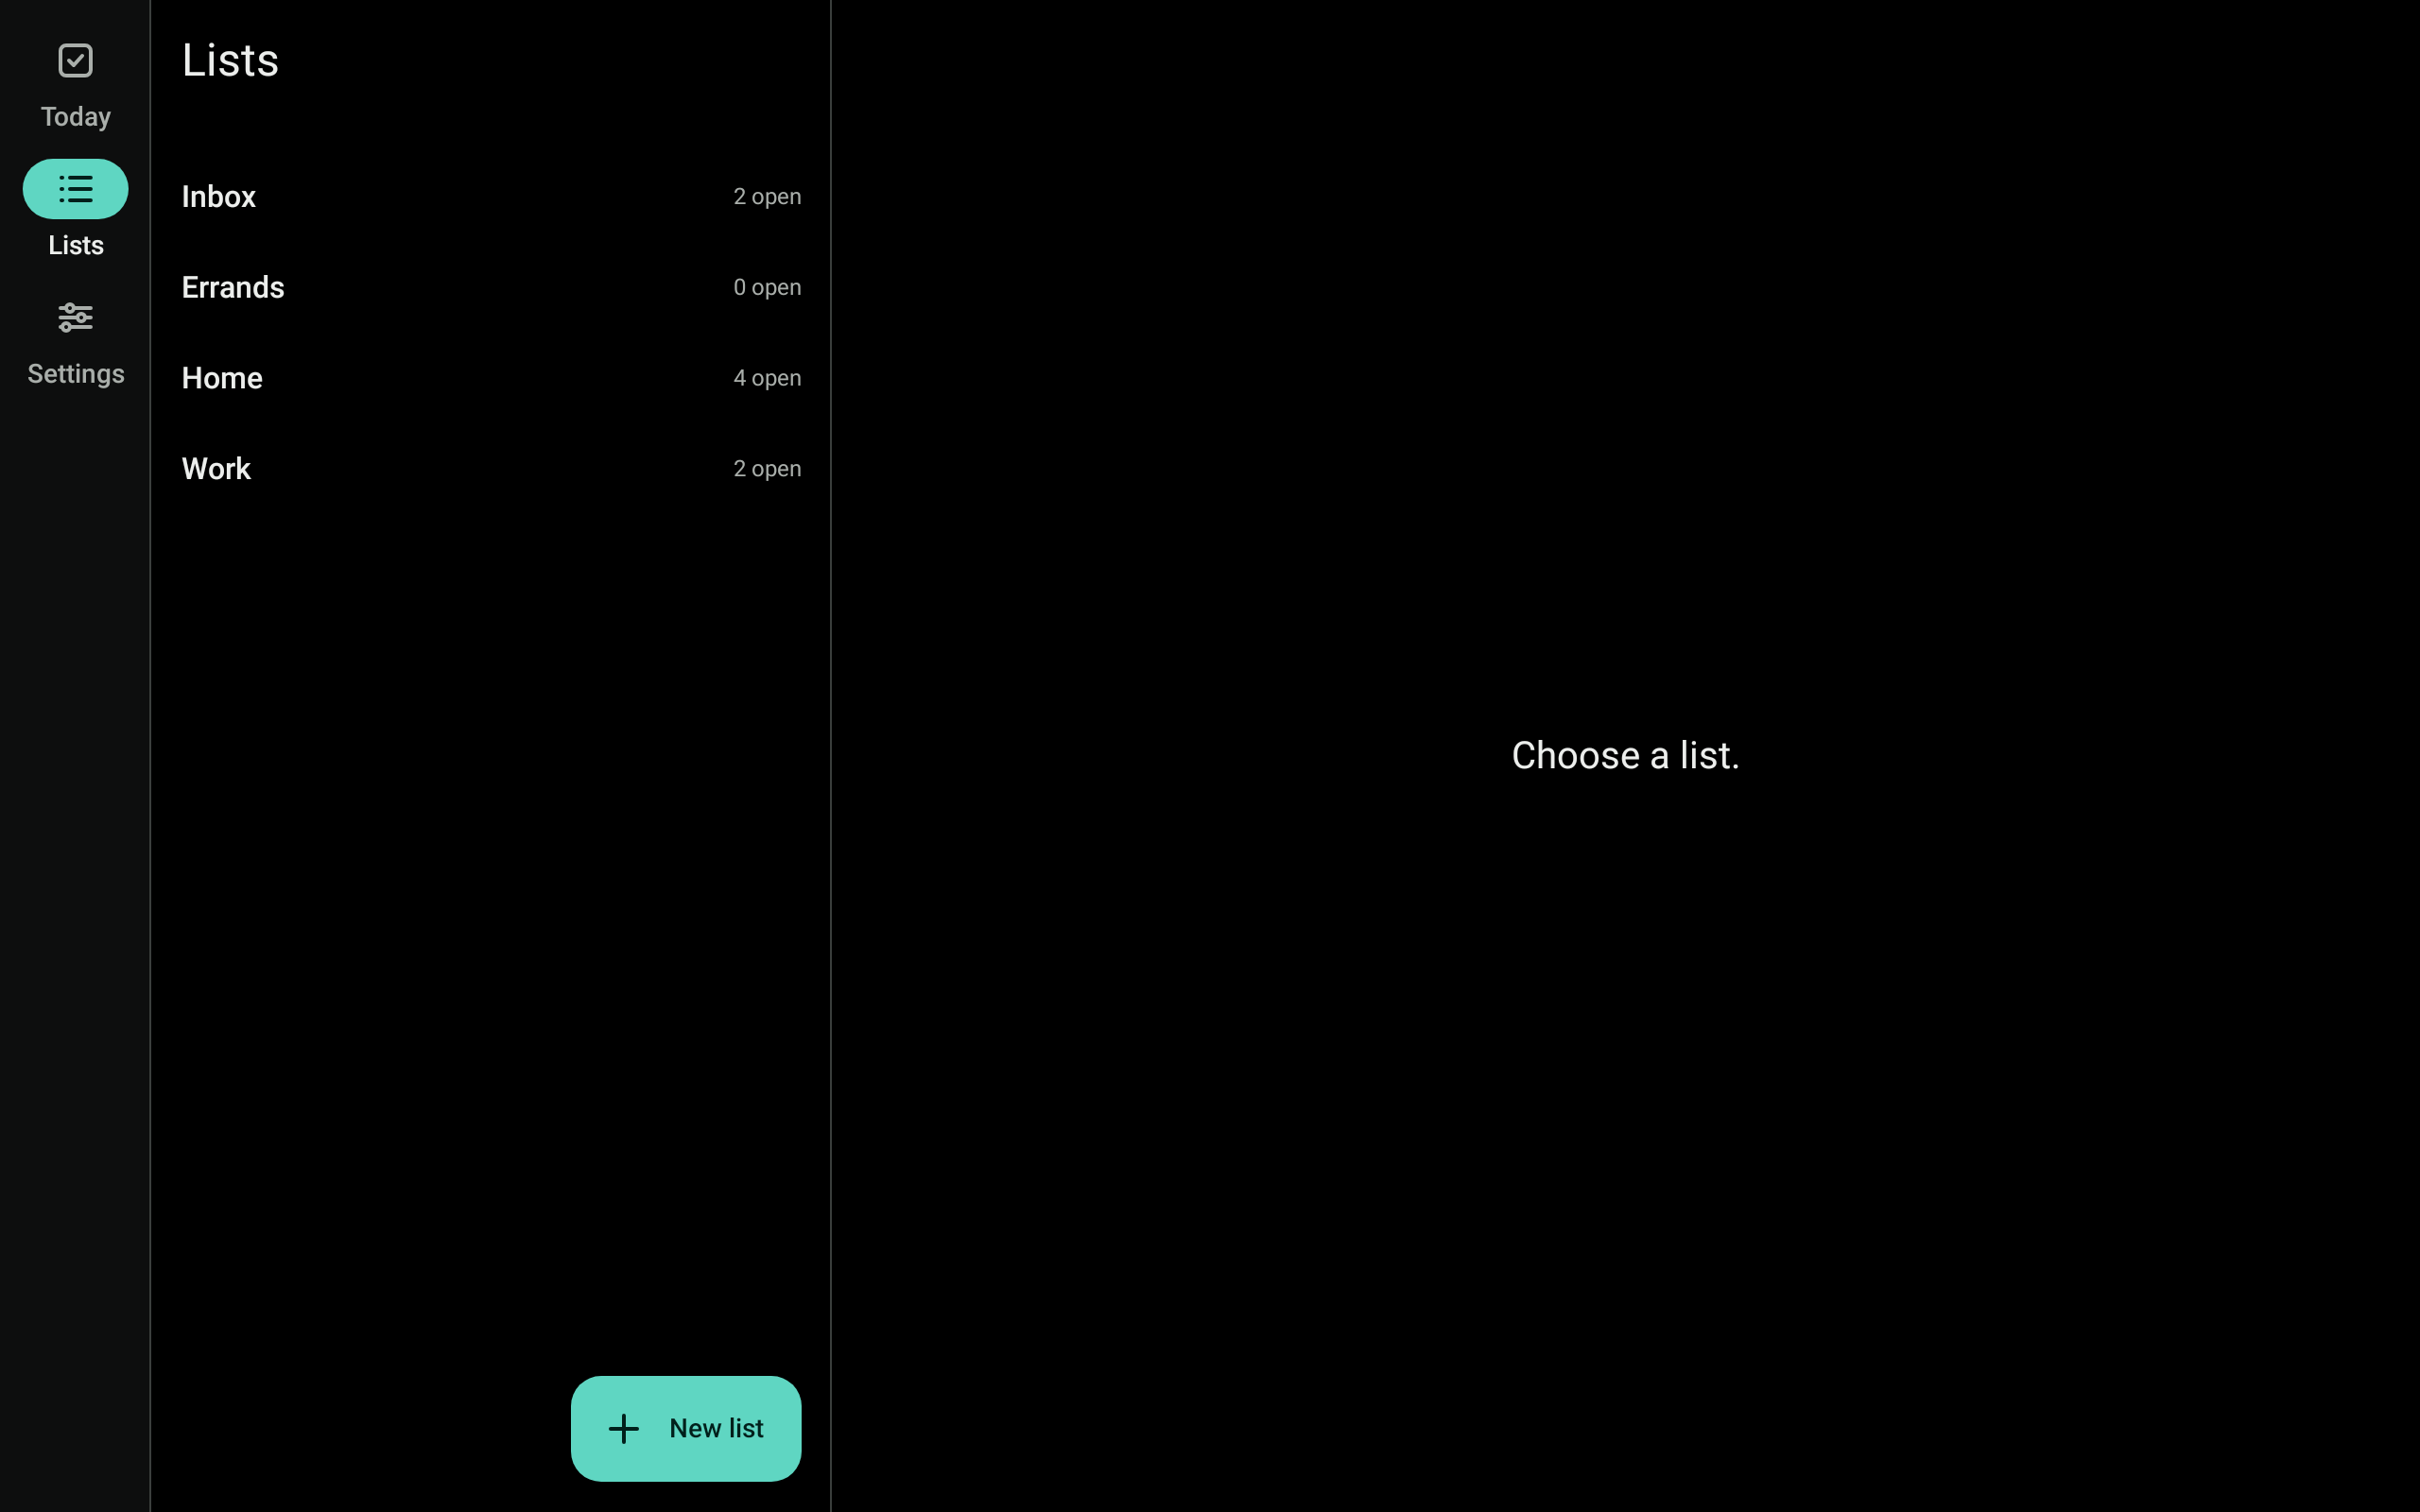 Today
Lists
Settings
Lists
Inbox 2 open
Errands 0 open
Home 4 open
Work 2 open
New list
Choose a list.